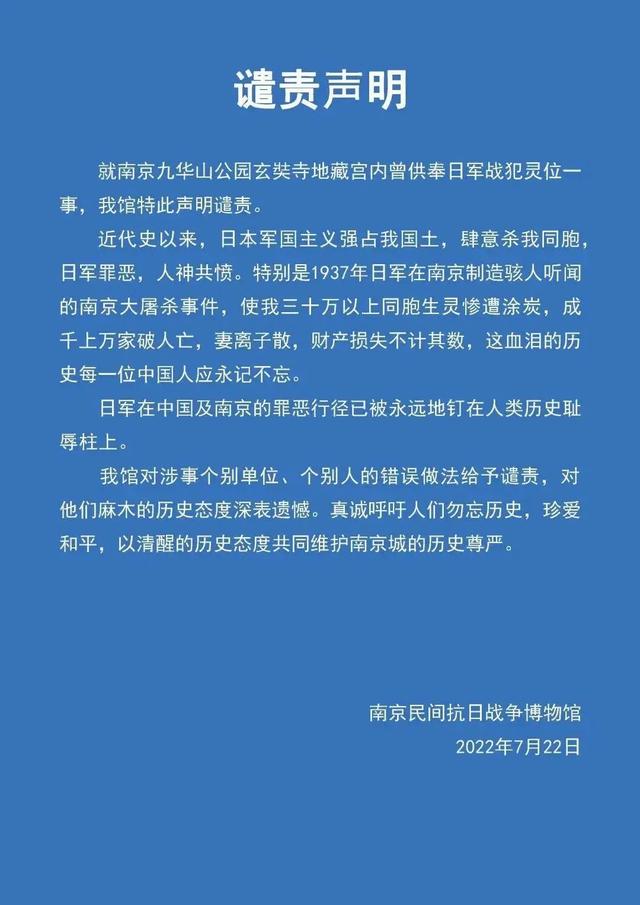 谴责声明
就南京九华山公园玄奘寺地藏宫内曾供奉日军战犯灵位一
事，我馆特此声明谴责。
近代史以来，日本军国主义强占我国土，肆意杀我同胞，
日军罪恶，人神共愤。特别是1937年日军在南京制造骇人听闻
的南京大屠杀事件，使我三十万以上同胞生灵惨遭涂炭，成
千上万家破人亡，妻离子散，财产损失不计其数，这血泪的历
史每一位中国人应永记不忘。
日军在中国及南京的罪恶行径已被永远地钉在人类历史耻
辱柱上。
我馆对涉事个别单位、个别人的错误做法给予谴责，对
他们麻木的历史态度深表遗憾。真诚呼吁人们勿忘历史，珍爱
和平，以清醒的历史态度共同维护南京城的历史尊严。
南京民间抗日战争博物馆
2022年7月22日